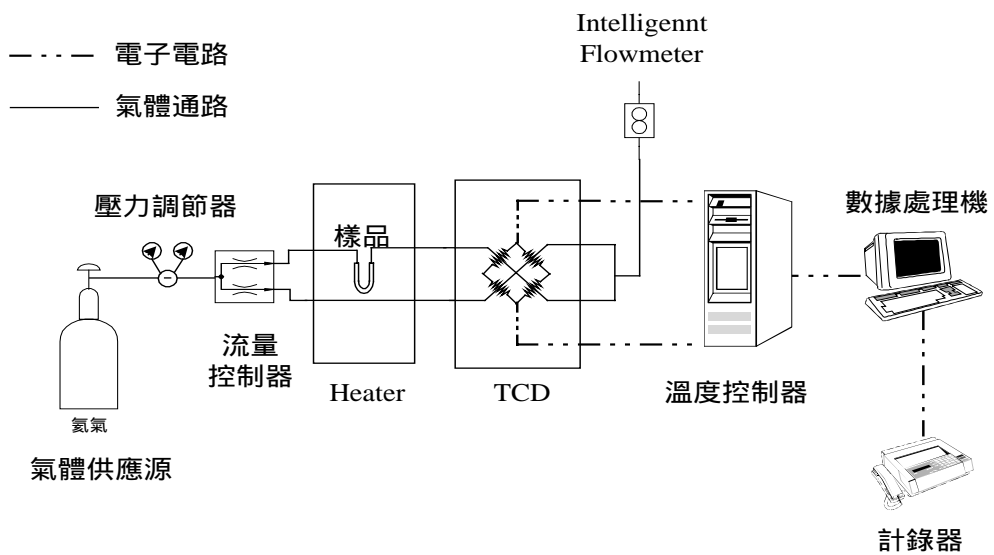 Intelligennt
Flowmeter
電子電路
氣體通路
壓力調節器
樣品
數據處理機
流量
控制器
Heater
TCD
溫度控制器
氦氣
氣體供應源
計錄器